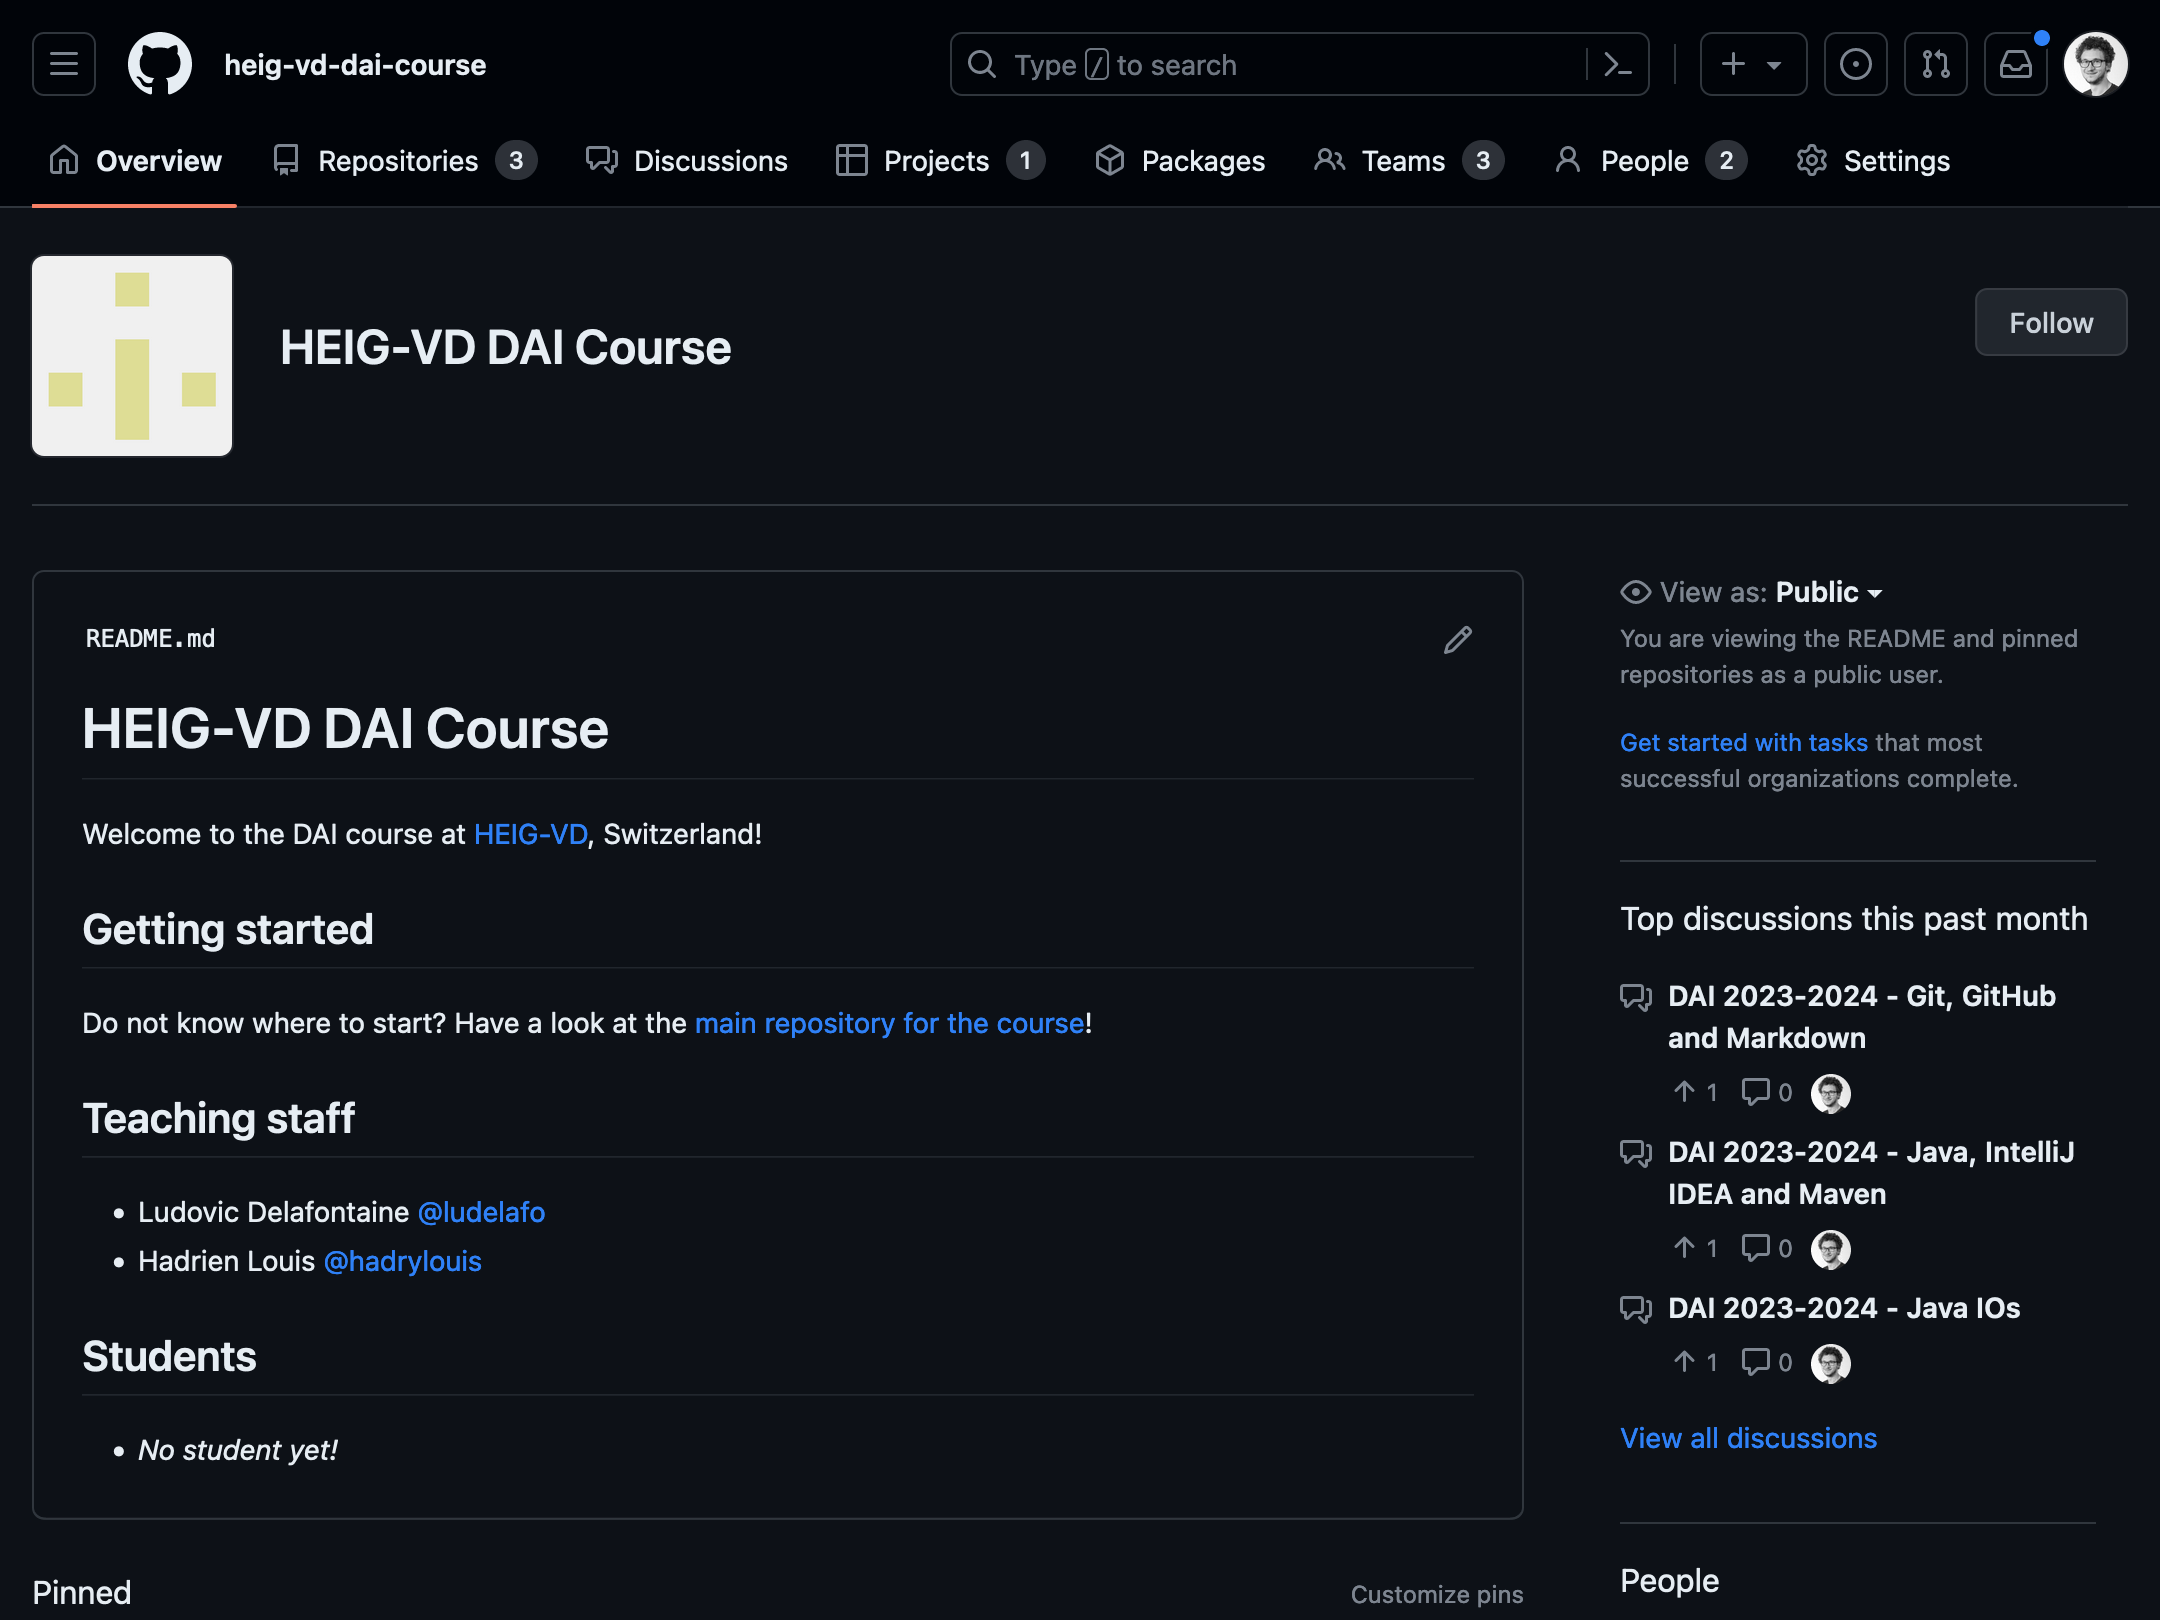 heig-vd-dai-course
Type / to search
Overview
Repositories 3
Discussions
Projects 1
Packages
Teams 3
People 2
Settings
HEIG-VD DAI Course
Follow
README.md
HEIG-VD DAI Course
Welcome to the DAI course at HEIG-VD, Switzerland!
Getting started
Do not know where to start? Have a look at the main repository for the course!
Teaching staff
Ludovic Delafontaine @ludelafo
Hadrien Louis @hadrylouis
Students
No student yet!
Pinned
Customize pins
View as: Public
You are viewing the README and pinned
repositories as a public user.
Get started with tasks that most
successful organizations complete.
Top discussions this past month
DAI 2023-2024 - Git, GitHub
and Markdown
1 0
DAI 2023-2024 - Java, IntelliJ
IDEA and Maven
1 0
DAI 2023-2024 - Java IOs
1 0
View all discussions
People